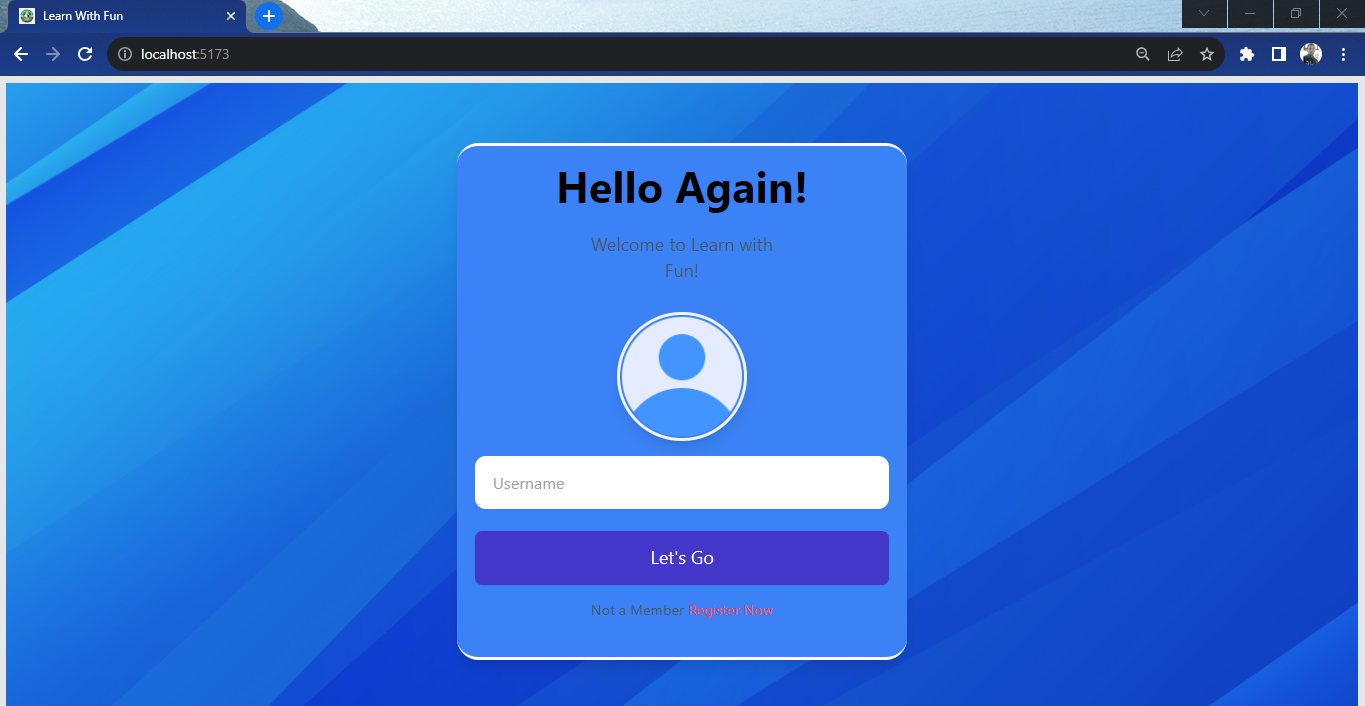 Learn With Fun
localhost:5173
Hello Again!
Welcome to Learn with
Fun!
Username
Let's Go
Not a Member Register Now